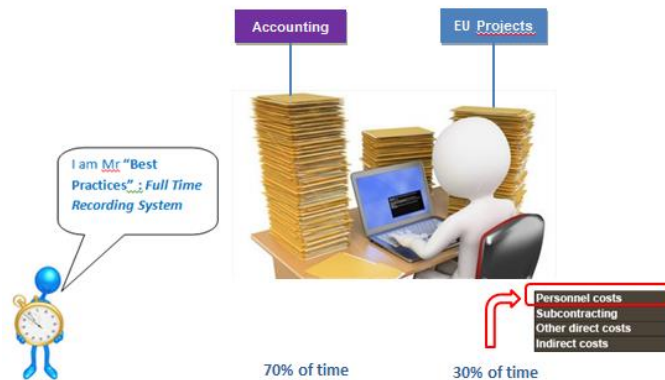 Accounting
EU Projects
I am Mr "Best
Practices" : Full Time
Recording System
Personnel costs
Subcontracting
Other direct costs
Indirect costs
70% of time
30% of time